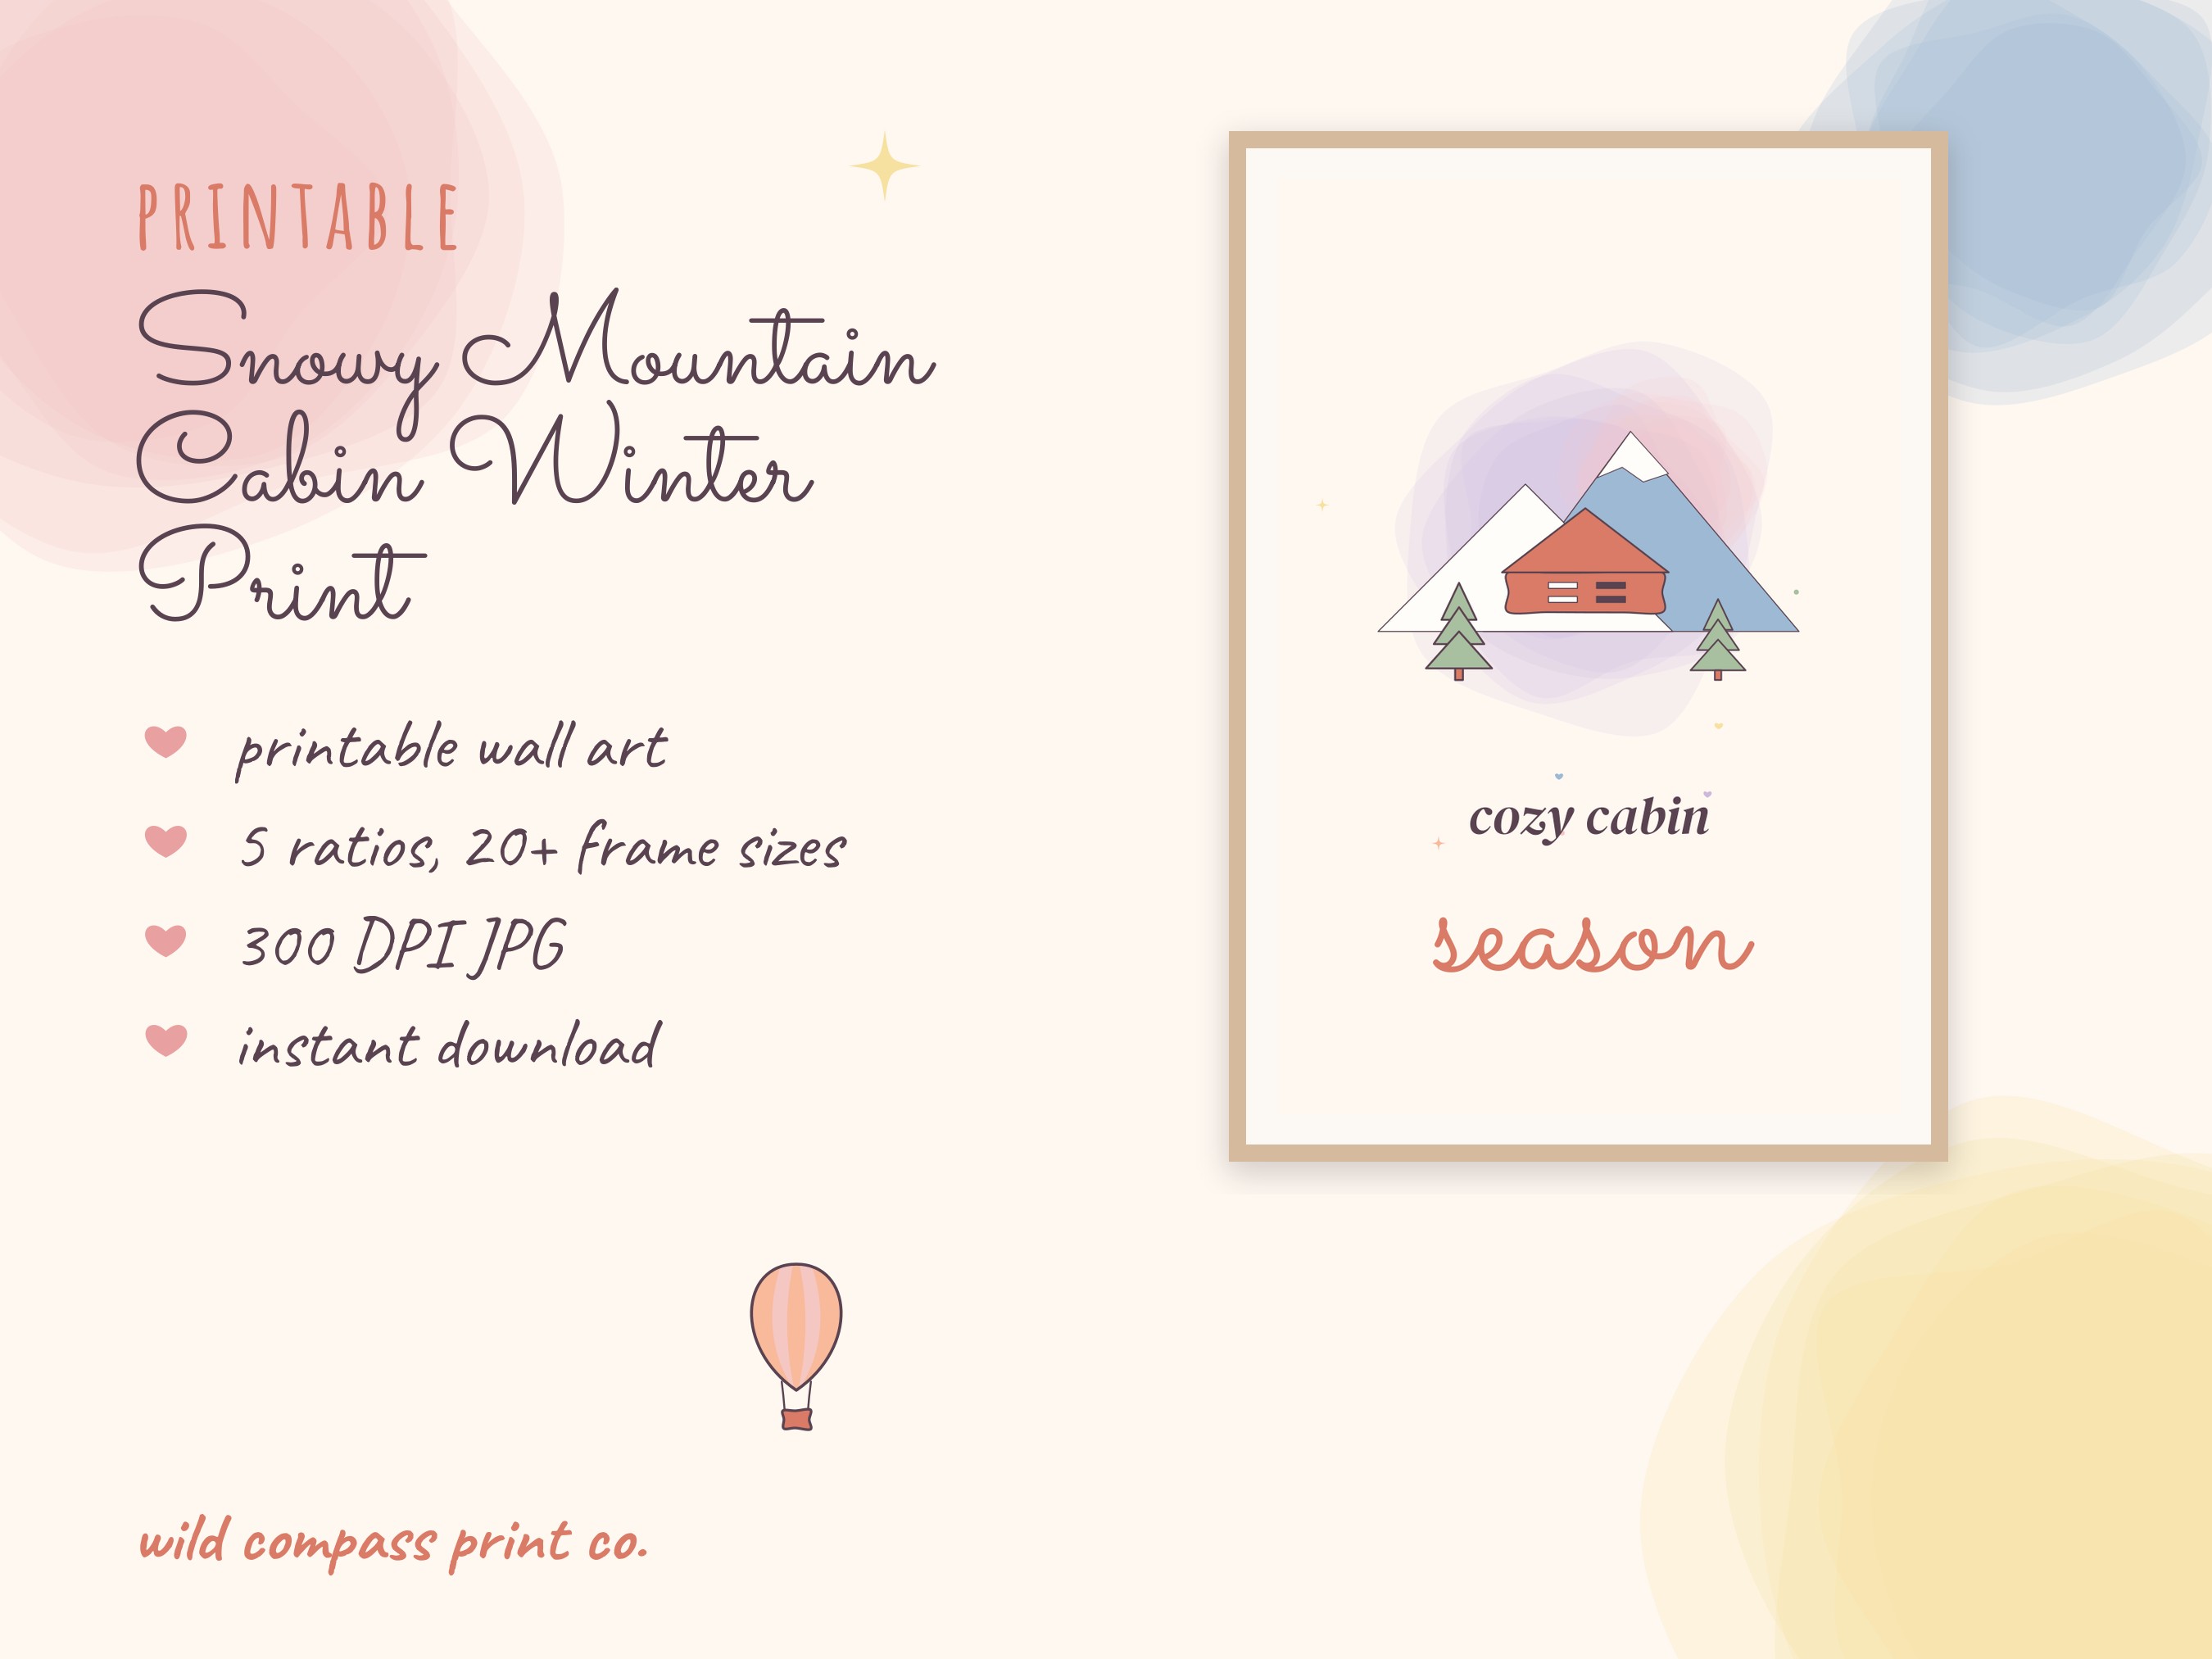 PRINTABLE
Snowy Mountain
Cabin Winter
Print
printable wall art
5 ratios, 20+ frame sizes
300 DPI JPG
instant download
wild compass print co.
cozy cabin
season